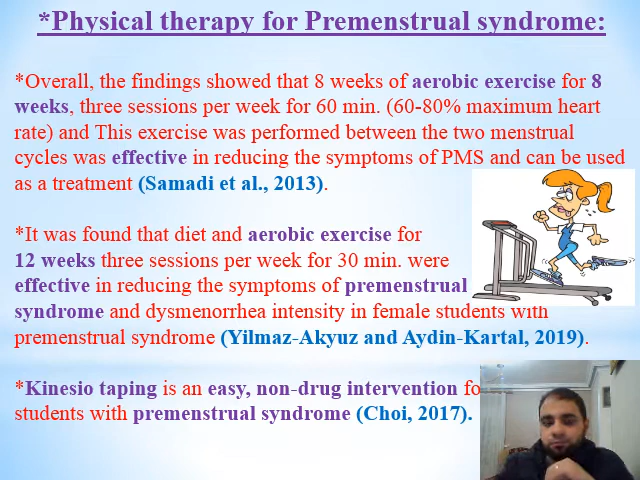 *Physical therapy for Premenstrual syndrome:
*Overall, the findings showed that 8 weeks of aerobic exercise for 8
weeks, three sessions per week for 60 min. (60-80% maximum heart
rate) and This exercise was performed between the two menstrual
cycles was effective in reducing the symptoms of PMS and can be used
as a treatment (Samadi et al., 2013).
*It was found that diet and aerobic exercise for
12 weeks three sessions per week for 30 min. were
effective in reducing the symptoms of premenstrual
syndrome and dysmenorrhea intensity in female students with
premenstrual syndrome (Yilmaz-Akyuz and Aydin-Kartal, 2019).
*Kinesio taping is an easy, non-drug intervention
students with premenstrual syndrome (Choi, 2017).